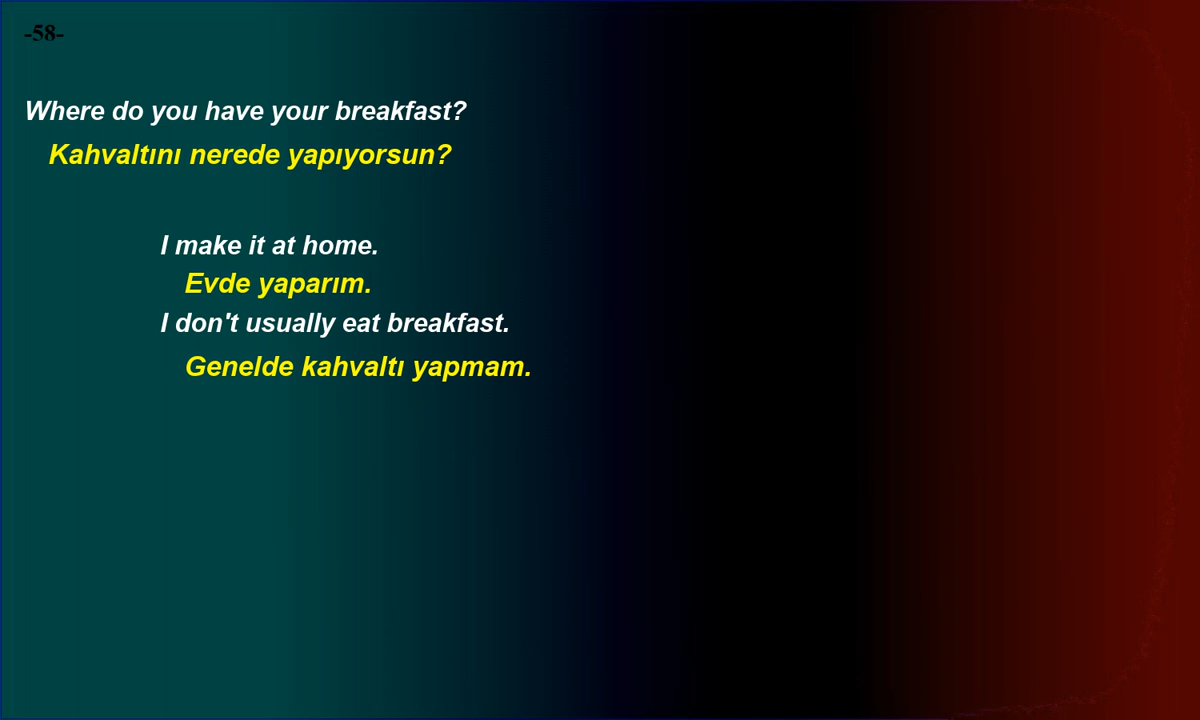 -58-
Where do you have your breakfast?
Kahvaltını nerede yapıyorsun?
I make it at home.
Evde yaparım.
I don't usually eat breakfast.
Genelde kahvaltı yapmam.